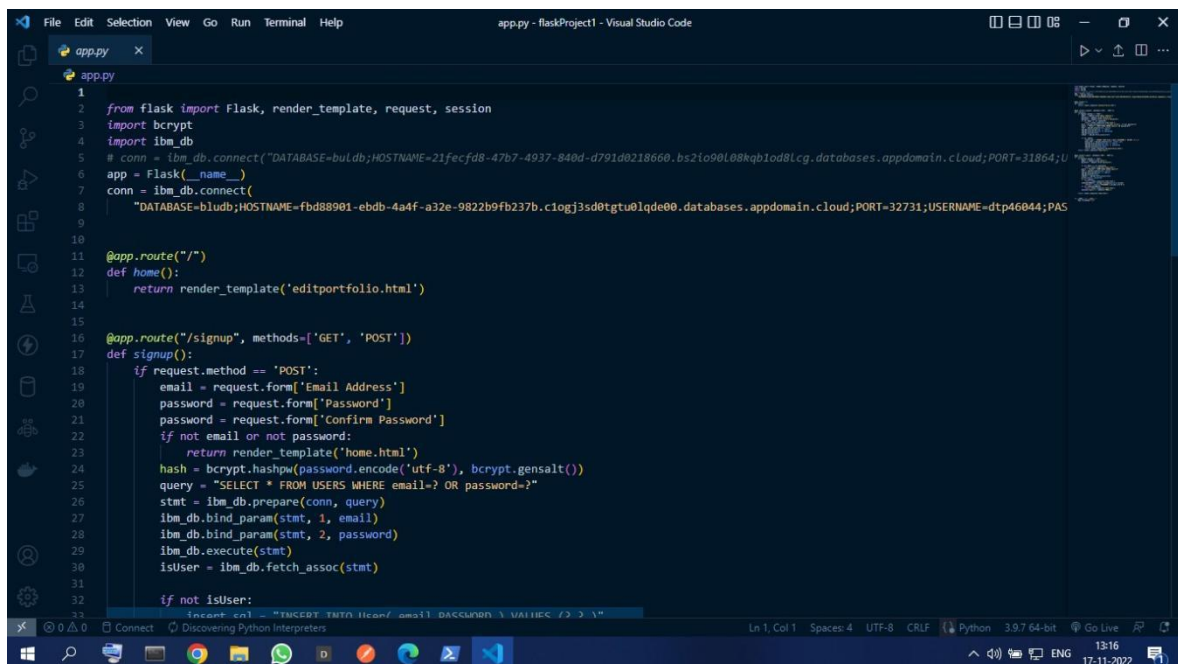 File Edit Selection View Go Run Terminal Help app.py - flaskProject1 - Visual Studio Code
app.py
app.py
1
2 from flask import Flask, render_template, request, session
3 import bcrypt
4 import ibm_db
5 # conn = ibm_db.connect("DATABASE=buldb;HOSTNAME=21fecfd8-47b7-4937-840d-d791d0218660.bs2io90l08kqb1od8lcg.databases.appdomain.cloud;PORT=31864;U
6 app = Flask(__name__)
7 conn = ibm_db.connect(
8 "DATABASE=bludb;HOSTNAME=fbd88901-ebdb-4a4f-a32e-9822b9fb237b.c1ogj3sd0tgtu0lqde00.databases.appdomain.cloud;PORT=32731;USERNAME=dtp46044;PAS
9
10
11 @app.route("/")
12 def home():
13 return render_template('editportfolio.html')
14
15
16 @app.route("/signup", methods=['GET', 'POST'])
17 def signup():
18 if request.method == 'POST':
19 email = request.form['Email Address']
20 password = request.form['Password']
21 password = request.form['Confirm Password']
22 if not email or not password:
23 return render_template('home.html')
24 hash = bcrypt.hashpw(password.encode('utf-8'), bcrypt.gensalt())
25 query = "SELECT * FROM USERS WHERE email=? OR password=?"
26 stmt = ibm_db.prepare(conn, query)
27 ibm_db.bind_param(stmt, 1, email)
28 ibm_db.bind_param(stmt, 2, password)
29 ibm_db.execute(stmt)
30 isUser = ibm_db.fetch_assoc(stmt)
31
32 if not isUser:
33 insert_sql = "INSERT INTO User( email,PASSWORD ) VALUES (?,?,)"
0 0 Connect Discovering Python Interpreters Ln 1, Col 1 Spaces: 4 UTF-8 CRLF Python 3.9.7 64-bit Go Live
ENG 13:16
17-11-2022